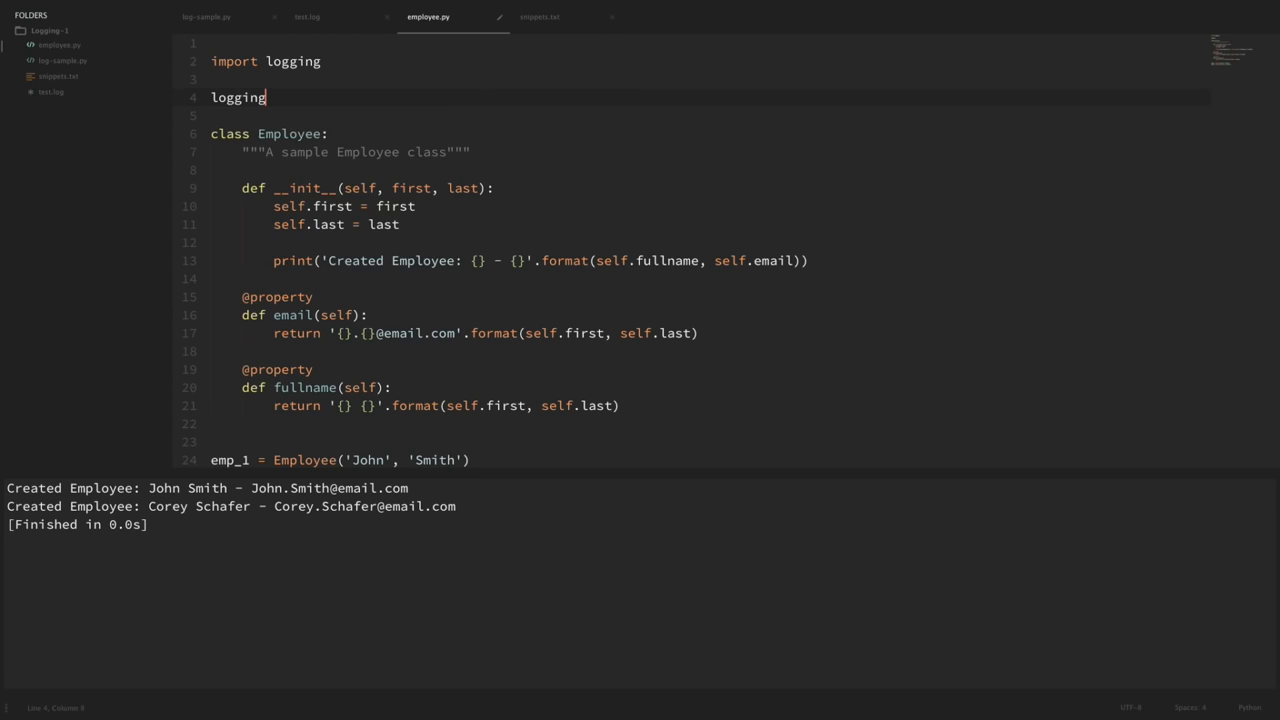 FOLDERS
Logging-1
employee.py
log-sample.py
snippets.txt
test.log
log-sample.py × test.log × employee.py snippets.txt ×
1
2 import logging
3
4 logging
5
6 class Employee:
7 """A sample Employee class"""
8
9 def __init__(self, first, last):
10 self.first = first
11 self.last = last
12
13 print('Created Employee: {} - {}'.format(self.fullname, self.email))
14
15 @property
16 def email(self):
17 return '{}.{}@email.com'.format(self.first, self.last)
18
19 @property
20 def fullname(self):
21 return '{} {}'.format(self.first, self.last)
22
23
24 emp_1 = Employee('John', 'Smith')
Created Employee: John Smith - John.Smith@email.com
Created Employee: Corey Schafer - Corey.Schafer@email.com
[Finished in 0.0s]
Line 4, Column 8 UTF-8 Spaces: 4 Python